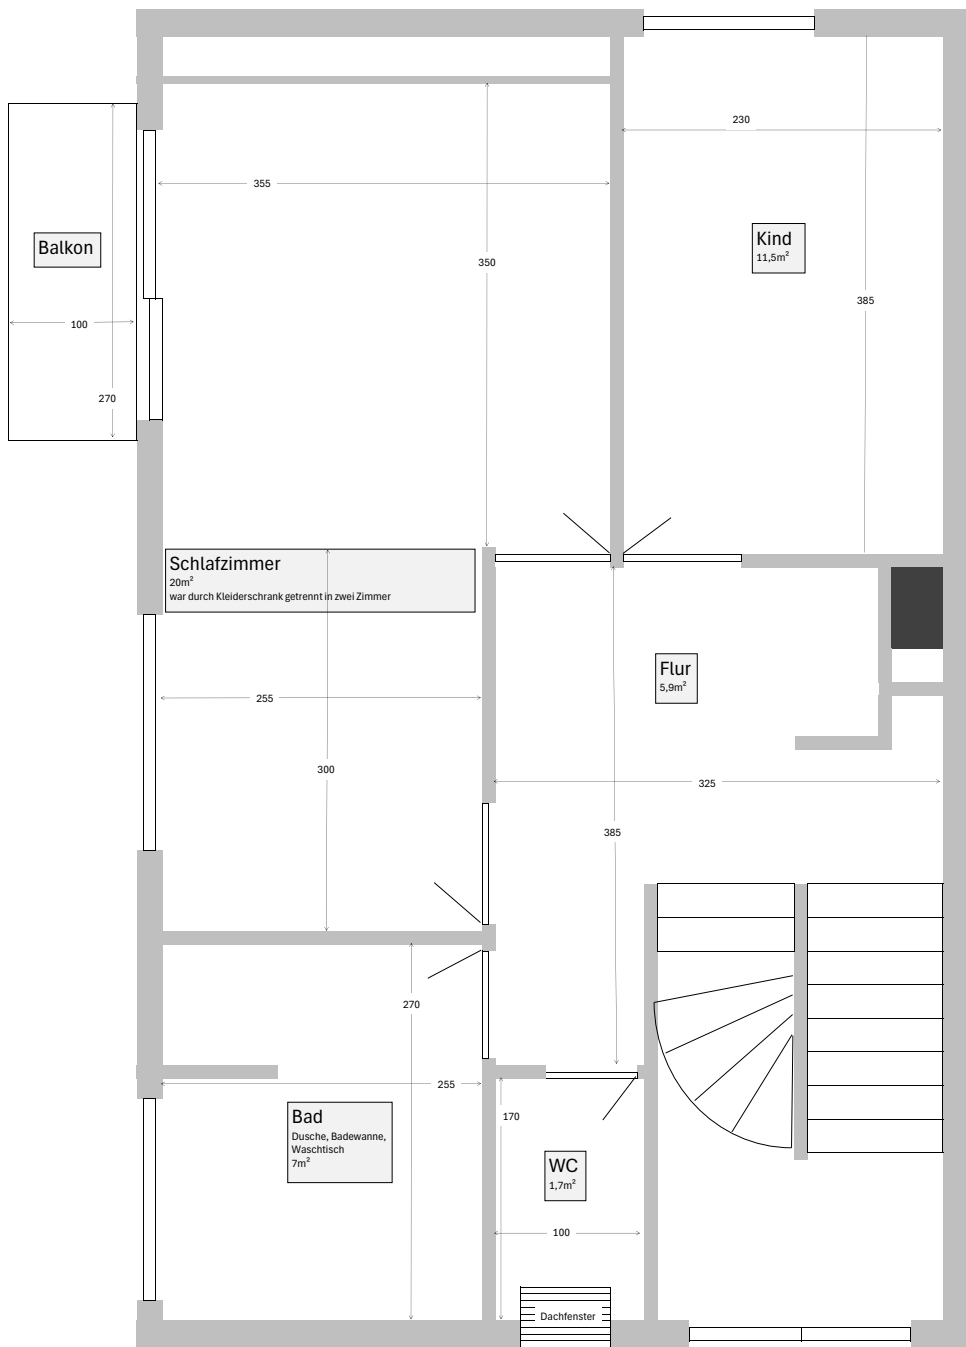 230
355
Kind
11,5m²
Balkon
350
385
100
270
Schlafzimmer
20m²
war durch Kleiderschrank getrennt in zwei Zimmer
Flur
5,9m²
255
300
325
385
270
255
170
Bad
Dusche, Badewanne,
Waschtisch
7m²
WC
1,7m²
100
Dachfenster